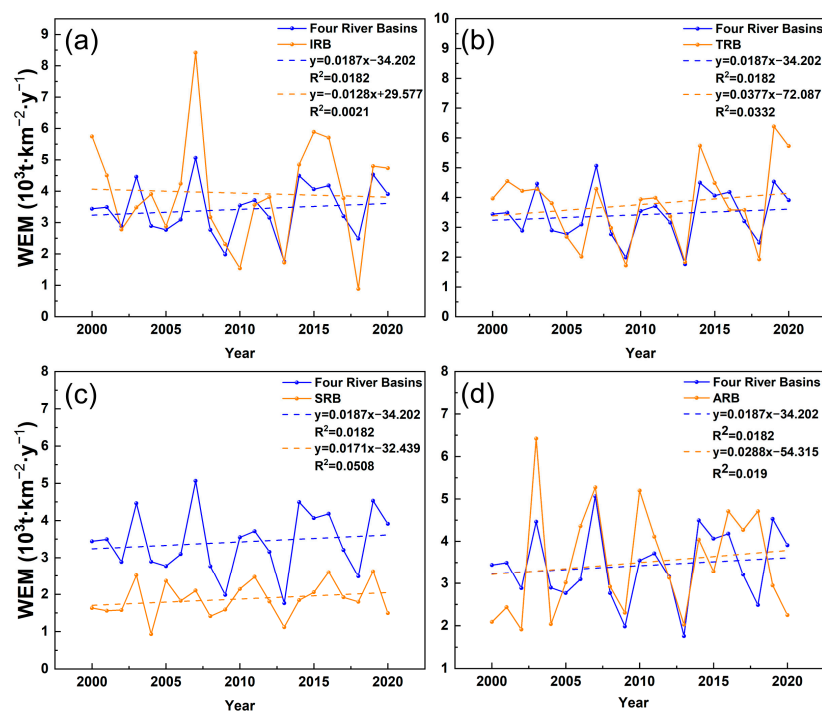 (a)
Four River Basins
IRB
y=0.0187x−34.202
R²=0.0182
y=−0.0128x+29.577
R²=0.0021
WEM (10³t·km⁻²·y⁻¹)
9
8
7
6
5
4
3
2
1
0
2000 2005 2010 2015 2020
Year
(b)
Four River Basins
TRB
y=0.0187x−34.202
R²=0.0182
y=0.0377x−72.087
R²=0.0332
10
9
8
7
6
5
4
3
2
1
0
2000 2005 2010 2015 2020
Year
(c)
Four River Basins
SRB
y=0.0187x−34.202
R²=0.0182
y=0.0171x−32.439
R²=0.0508
WEM (10³t·km⁻²·y⁻¹)
8
7
6
5
4
3
2
1
0
2000 2005 2010 2015 2020
Year
(d)
Four River Basins
ARB
y=0.0187x−34.202
R²=0.0182
y=0.0288x−54.315
R²=0.019
8
7
6
5
4
3
2
1
2000 2005 2010 2015 2020
Year